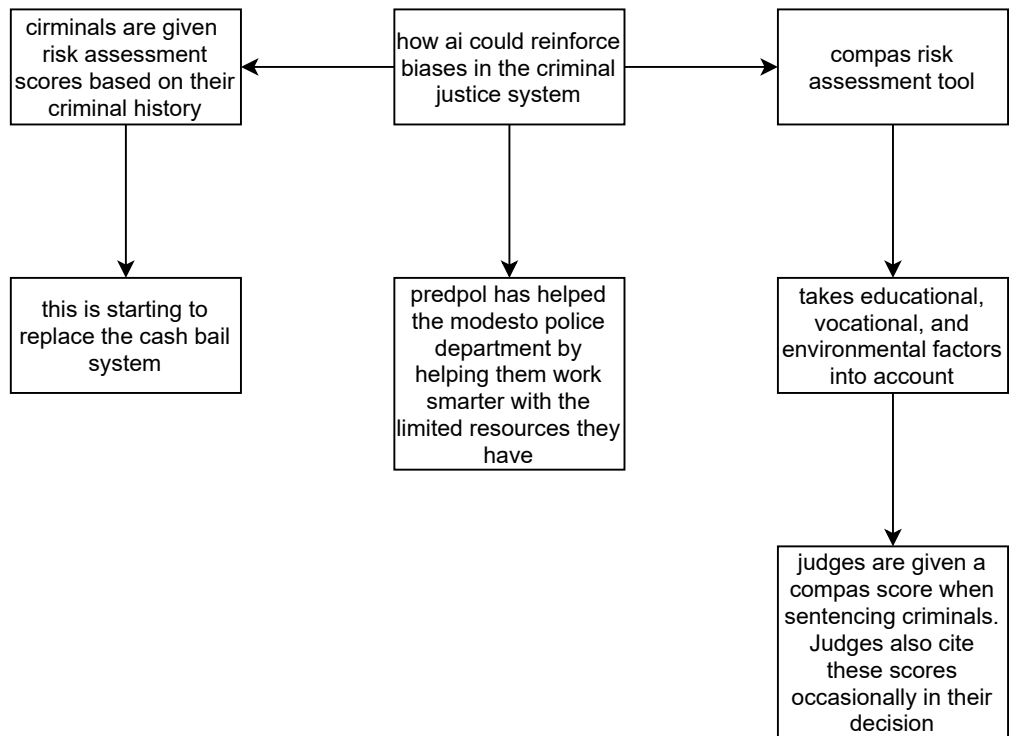 cirminals are given
risk assessment
scores based on their
criminal history
how ai could reinforce
biases in the criminal
justice system
compas risk
assessment tool
this is starting to
replace the cash bail
system
predpol has helped
the modesto police
department by
helping them work
smarter with the
limited resources they
have
takes educational,
vocational, and
environmental factors
into account
judges are given a
compas score when
sentencing criminals.
Judges also cite
these scores
occasionally in their
decision